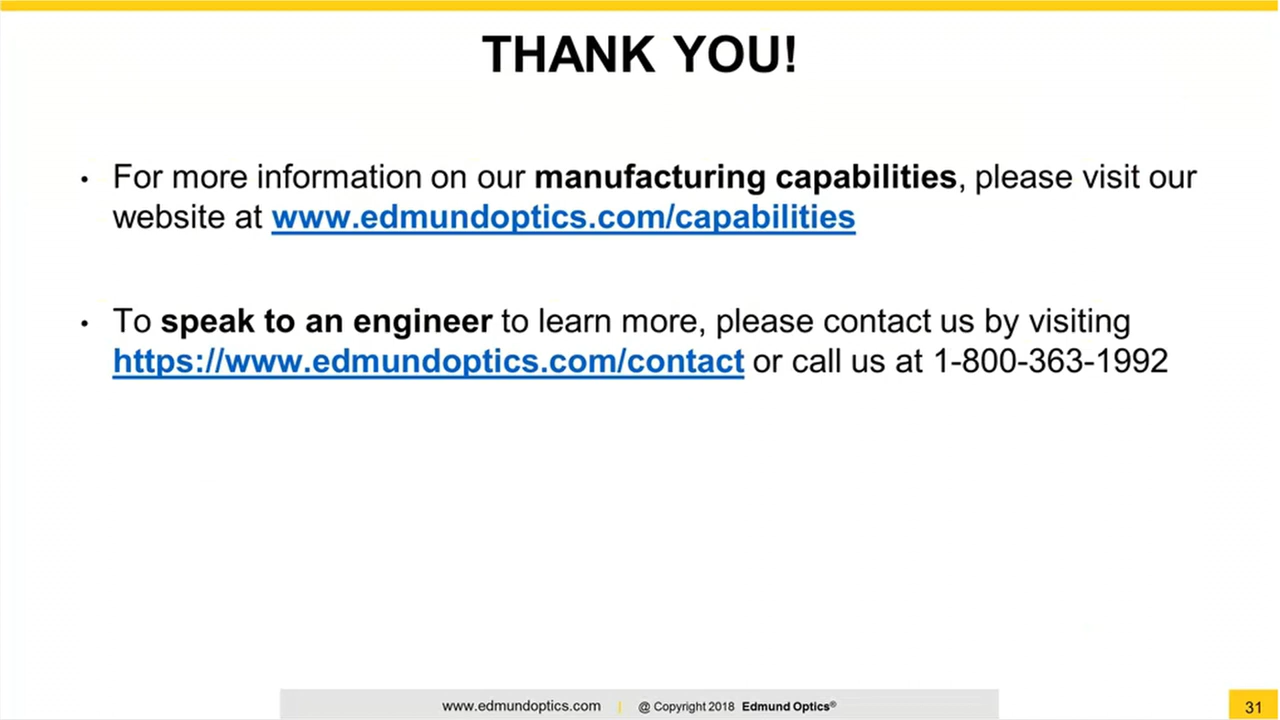 THANK YOU!
• For more information on our manufacturing capabilities, please visit our
website at www.edmundoptics.com/capabilities
• To speak to an engineer to learn more, please contact us by visiting
https://www.edmundoptics.com/contact or call us at 1-800-363-1992
www.edmundoptics.com | @ Copyright 2018 Edmund Optics®
31